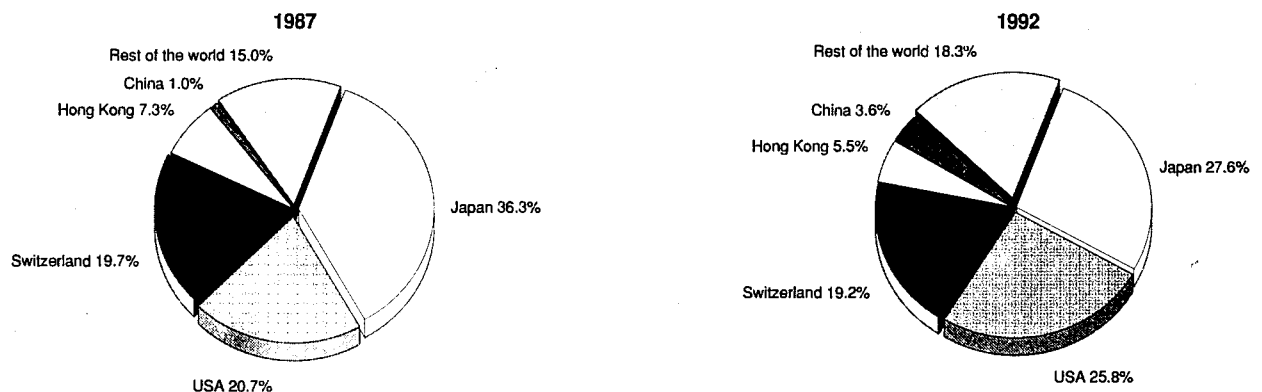 1987
Rest of the world 15.0%
China 1.0%
Hong Kong 7.3%
Japan 36.3%
Switzerland 19.7%
USA 20.7%
1992
Rest of the world 18.3%
China 3.6%
Hong Kong 5.5%
Japan 27.6%
Switzerland 19.2%
USA 25.8%